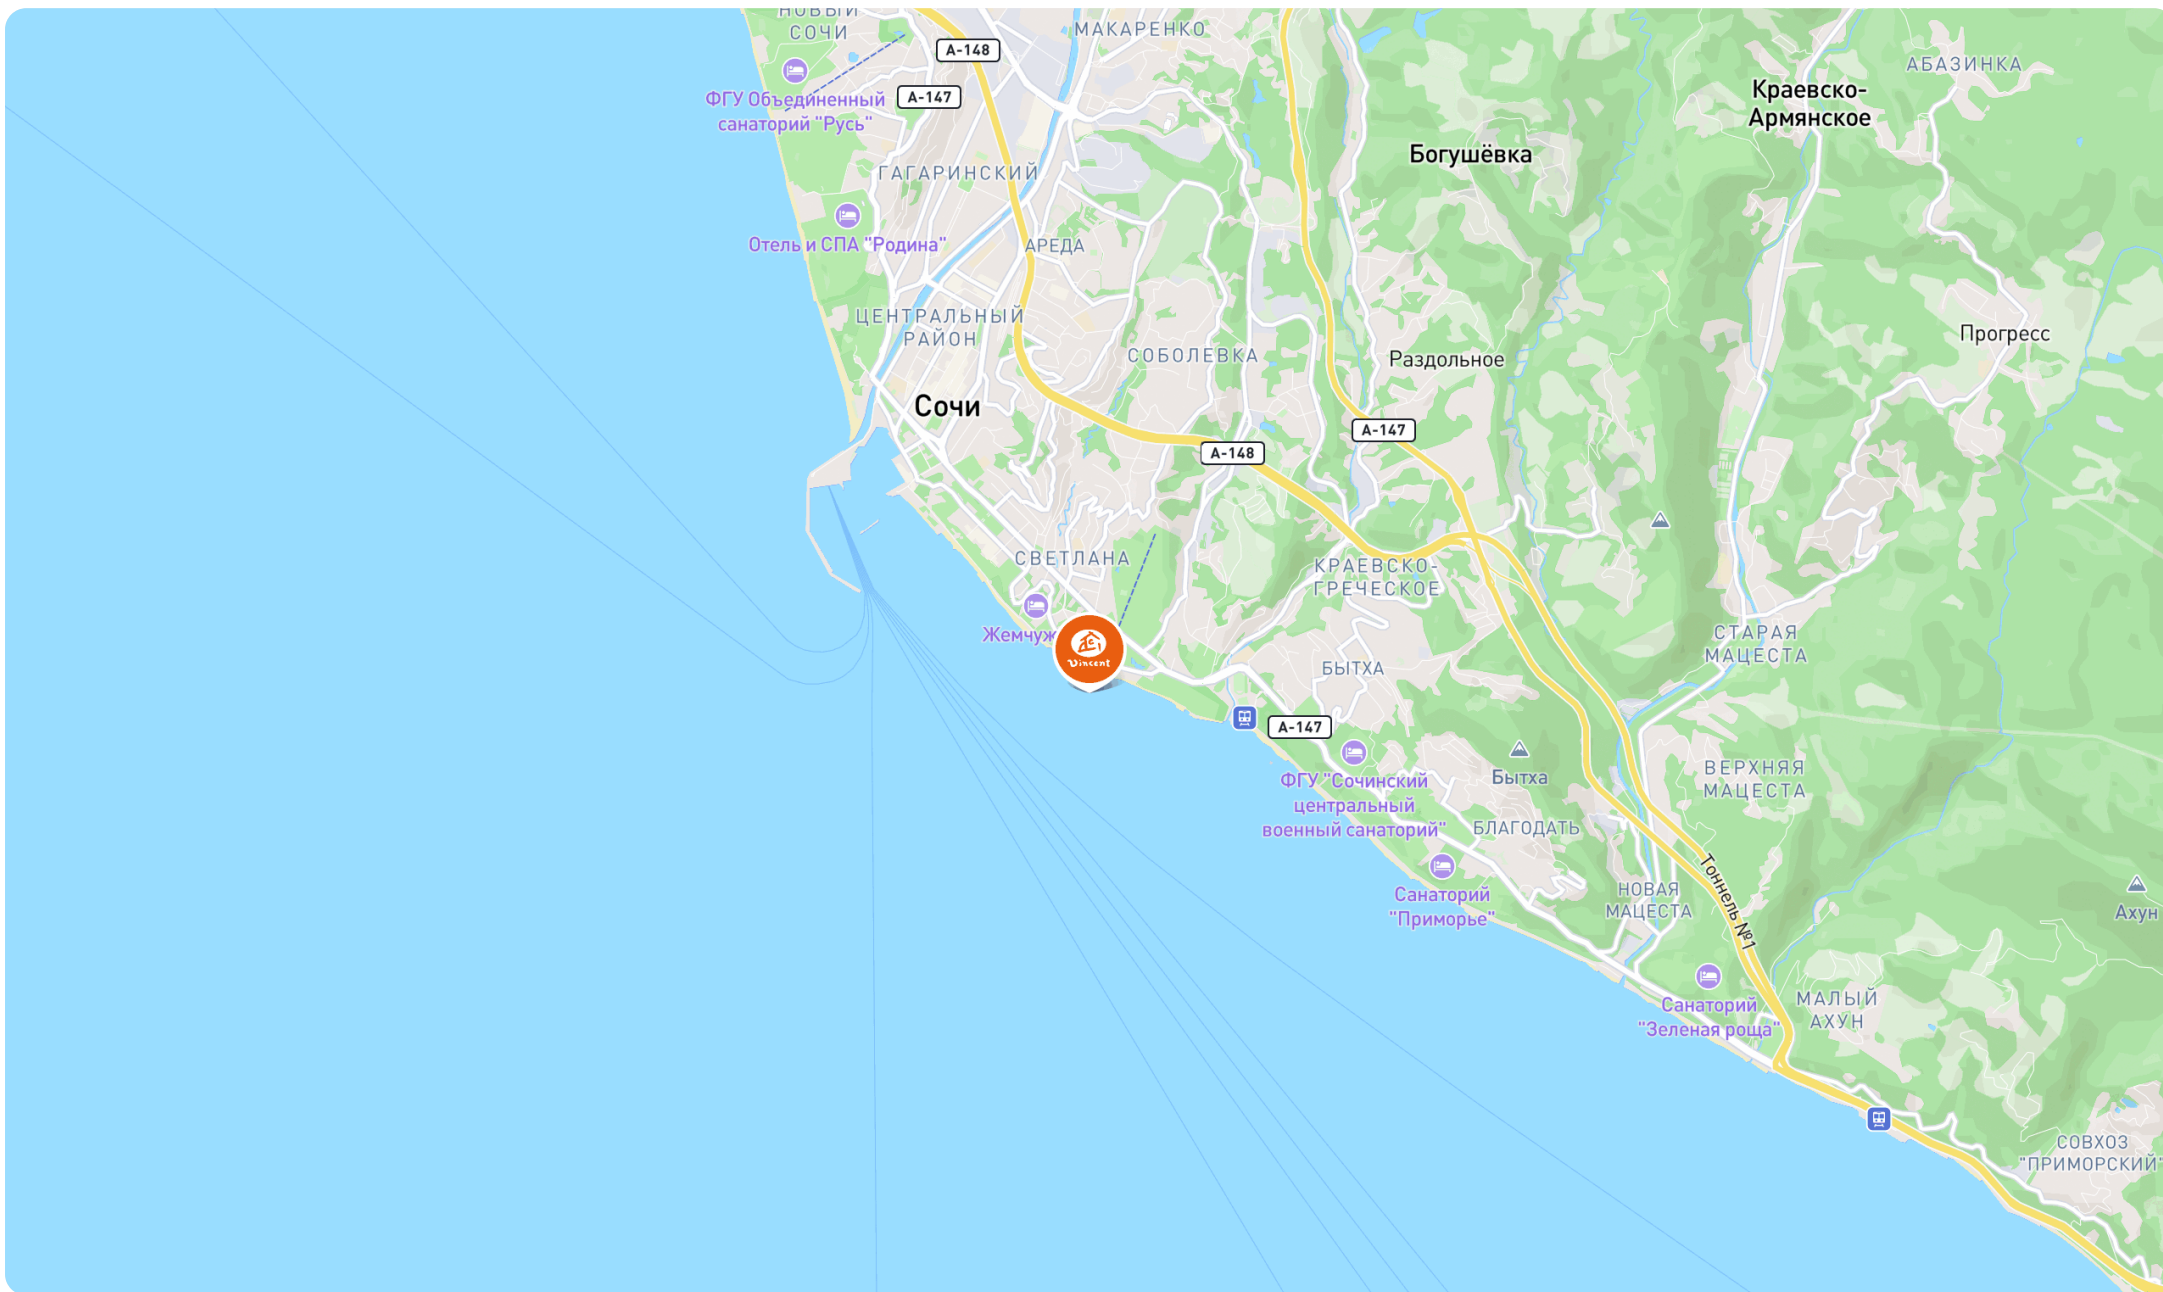 НОВЫЙ
СОЧИ
МАКАРЕНКО
А-148
АБАЗИНКА
Краевско-
Армянское
ФГУ Объединенный
санаторий "Русь"
А-147
Богушёвка
ГАГАРИНСКИЙ
Отель и СПА "Родина"
АРЕДА
ЦЕНТРАЛЬНЫЙ
РАЙОН
СОБОЛЕВКА
Раздольное
Прогресс
Сочи
А-147
А-148
СВЕТЛАНА
КРАЕВСКО-
ГРЕЧЕСКОЕ
Жемчуж
Vincent
СТАРАЯ
МАЦЕСТА
БЫТХА
А-147
ФГУ "Сочинский
центральный
военный санаторий"
Бытха
ВЕРХНЯЯ
МАЦЕСТА
БЛАГОДАТЬ
Санаторий
"Приморье"
НОВАЯ
МАЦЕСТА
Тоннель №1
Ахун
Санаторий
"Зеленая роща"
МАЛЫЙ
АХУН
СОВХОЗ
"ПРИМОРСКИЙ"